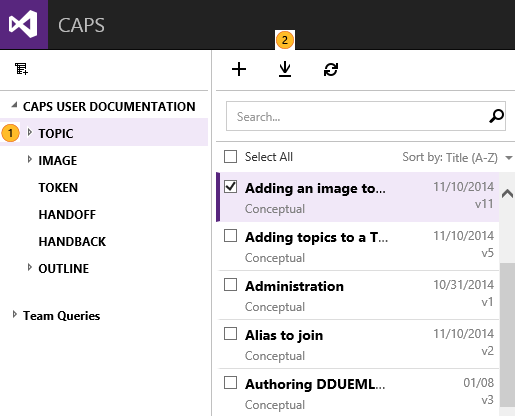 CAPS
2
CAPS USER DOCUMENTATION
1 TOPIC
IMAGE
TOKEN
HANDOFF
HANDBACK
OUTLINE
Team Queries
Search...
Select All Sort by: Title (A-Z)
Adding an image to... 11/10/2014
Conceptual v11
Adding topics to a T... 11/10/2014
Conceptual v5
Administration 10/31/2014
Conceptual v1
Alias to join 11/10/2014
Conceptual v2
Authoring DDUEML... 01/08
Conceptual v3